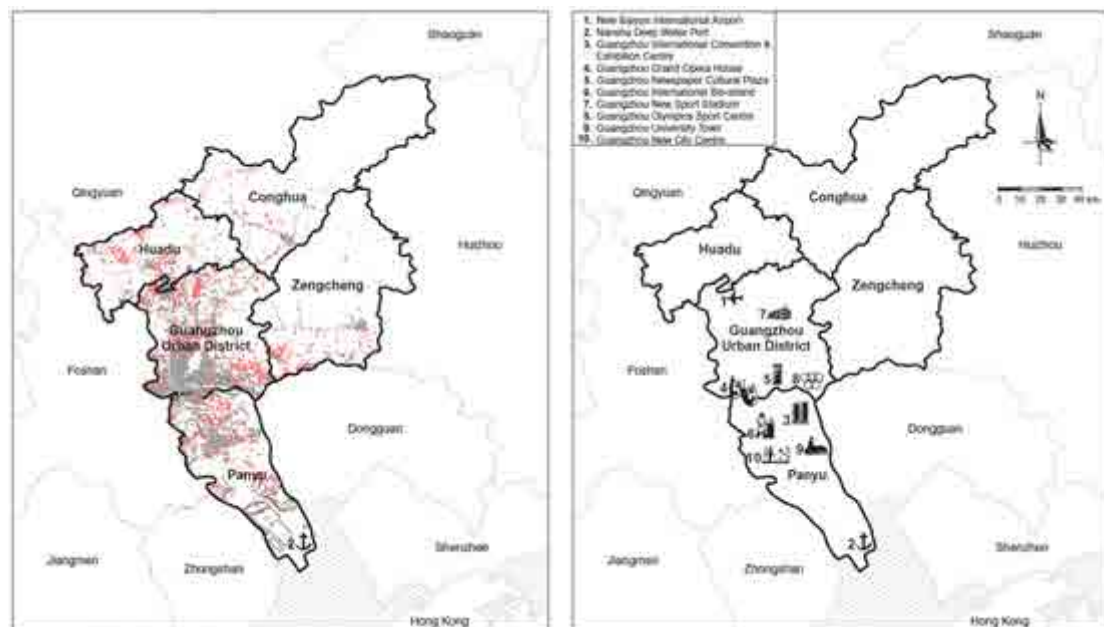 Shaoguan
Qingyuan
Conghua
Huadu
Huizhou
Zengcheng
Guangzhou
Urban District
Foshan
Dongguan
Panyu
2
Jiangmen
Zhongshan
Shenzhen
Hong Kong
1. New Baiyun International Airport
2. Nansha Deep Water Port
3. Guangzhou International Convention &
Exhibition Centre
4. Guangzhou Grand Opera House
5. Guangzhou Newspaper Cultural Plaza
6. Guangzhou International Bio-island
7. Guangzhou New Sport Stadium
8. Guangzhou Olympics Sport Centre
9. Guangzhou University Town
10. Guangzhou New City Centre
Shaoguan
N
Qingyuan
Conghua
0 10 20 30 40 km
Huadu
Huizhou
Zengcheng
1
7
Guangzhou
Urban District
Foshan
5
8
4
3
Dongguan
6
9
10
Panyu
2
Jiangmen
Zhongshan
Shenzhen
Hong Kong